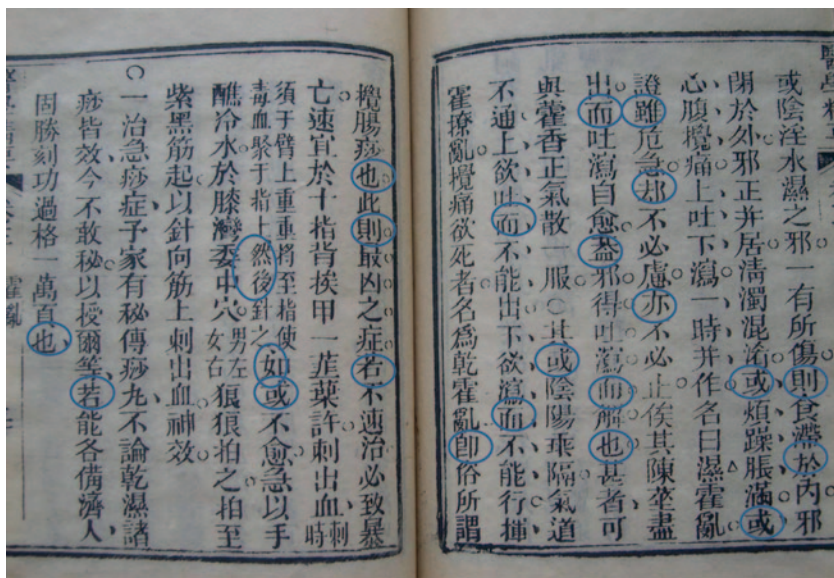 或陰淫水濕之邪一有所傷則食滯於內邪
閉於外邪正并居淸濁混淆或煩躁脹滿或
心腹攪痛上吐下瀉一時并作名曰濕霍亂
證雖危急却不必慮亦不必止俟其陳莝盡
出而吐瀉自愈蓋邪得吐瀉而解也甚者可
與藿香正氣散一服○其或陰陽乖隔氣道
不通上欲吐而不能出下欲瀉而不能行揮
霍撩亂攪痛欲死者名爲乾霍亂卽俗所謂
攪腸痧也此則最凶之症若不速治必致暴
亡速宜於十指背挨甲一韮葉許刺出血刺時
須于臂上重重將至指使
毒血聚于指上然後針之如或不愈急以手
醮冷水於膝灣委中穴男左女右狠狠拍之拍至
紫黑筋起以針向筋上刺出血神效
○一治急痧症予家有秘傳痧丸不論乾濕諸
痧皆效今不敢秘以授爾等若能各備濟人
固勝刻功過格一萬頁也
霍亂